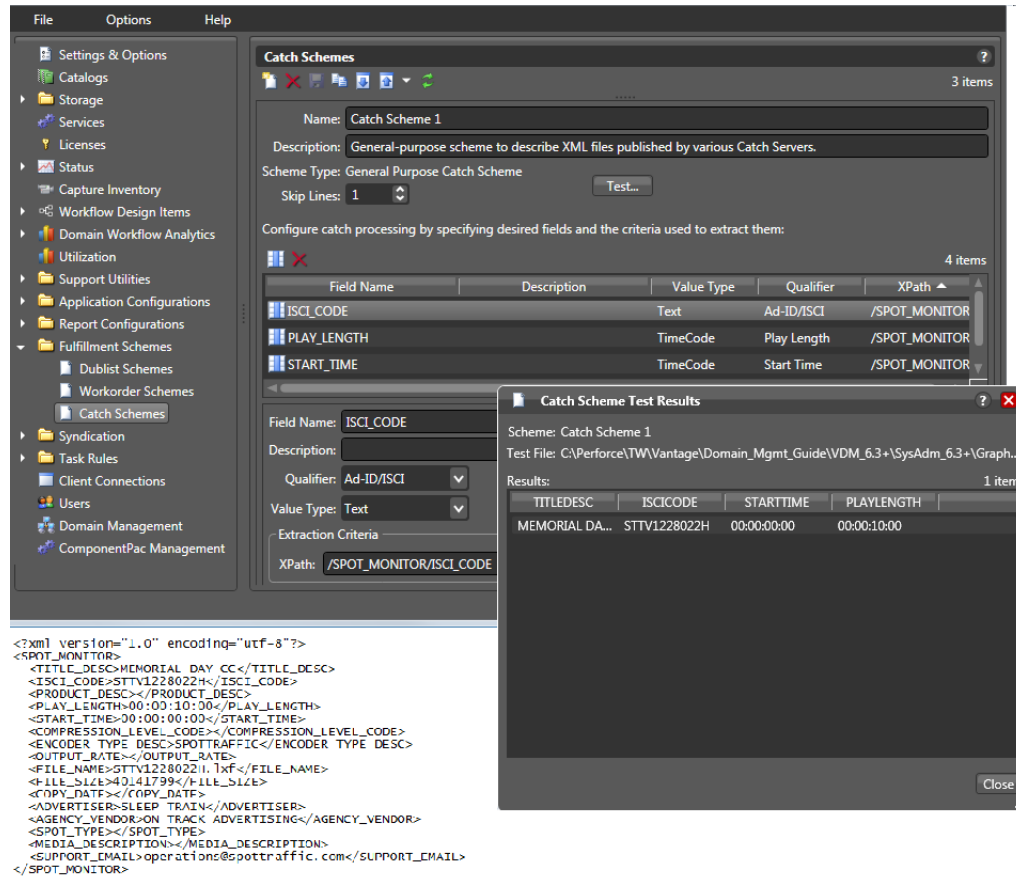 File Options Help
Settings & Options
Catalogs
Storage
Services
Licenses
Status
Capture Inventory
Workflow Design Items
Domain Workflow Analytics
Utilization
Support Utilities
Application Configurations
Report Configurations
Fulfillment Schemes
Dublist Schemes
Workorder Schemes
Catch Schemes
Syndication
Task Rules
Client Connections
Users
Domain Management
ComponentPac Management
Catch Schemes ?
3 items
Name: Catch Scheme 1
Description: General-purpose scheme to describe XML files published by various Catch Servers.
Scheme Type: General Purpose Catch Scheme
Skip Lines: 1 Test...
Configure catch processing by specifying desired fields and the criteria used to extract them:
4 items
Field Name Description Value Type Qualifier XPath
ISCI_CODE Text Ad-ID/ISCI /SPOT_MONITOR
PLAY_LENGTH TimeCode Play Length /SPOT_MONITOR
START_TIME TimeCode Start Time /SPOT_MONITOR
Field Name: ISCI_CODE
Description:
Qualifier: Ad-ID/ISCI
Value Type: Text
Extraction Criteria
XPath: /SPOT_MONITOR/ISCI_CODE
Catch Scheme Test Results ? X
Scheme: Catch Scheme 1
Test File: C:\Perforce\TW\Vantage\Domain_Mgmt_Guide\VDM_6.3+\SysAdm_6.3+\Graph...
Results: 1 item
TITLEDESC ISCICODE STARTTIME PLAYLENGTH
MEMORIAL DA... STTV1228022H 00:00:00:00 00:00:10:00
Close
<?xml version="1.0" encoding="utf-8"?>
<SPOT_MONITOR>
<TITLE_DESC>MEMORIAL DAY CC</TITLE_DESC>
<ISCI_CODE>STTV1228022H</ISCI_CODE>
<PRODUCT_DESC></PRODUCT_DESC>
<PLAY_LENGTH>00:00:10:00</PLAY_LENGTH>
<START_TIME>00:00:00:00</START_TIME>
<COMPRESSION_LEVEL_CODE></COMPRESSION_LEVEL_CODE>
<ENCODER_TYPE_DESC>SPOTTRAFFIC</ENCODER_TYPE_DESC>
<OUTPUT_RATE></OUTPUT_RATE>
<FILE_NAME>STTV1228022H.lxf</FILE_NAME>
<FILE_SIZE>40141799</FILE_SIZE>
<COPY_DATE></COPY_DATE>
<ADVERTISER>SLEEP TRAIN</ADVERTISER>
<AGENCY_VENDOR>ON TRACK ADVERTISING</AGENCY_VENDOR>
<SPOT_TYPE></SPOT_TYPE>
<MEDIA_DESCRIPTION></MEDIA_DESCRIPTION>
<SUPPORT_EMAIL>operations@spottraffic.com</SUPPORT_EMAIL>
</SPOT_MONITOR>